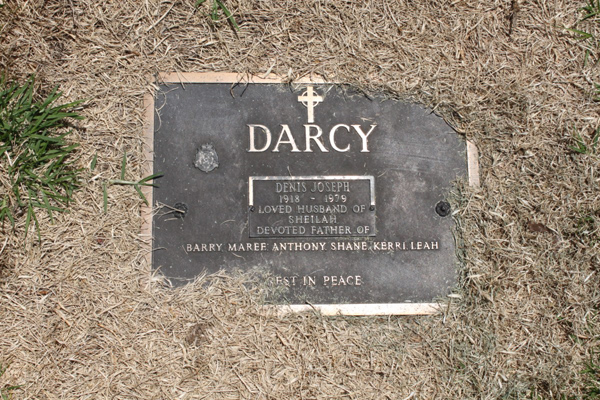 DARCY
DENIS JOSEPH
1918 - 1979
LOVED HUSBAND OF
SHEILAH
DEVOTED FATHER OF
BARRY MAREE ANTHONY SHANE KERRI LEAH
EST IN PEACE